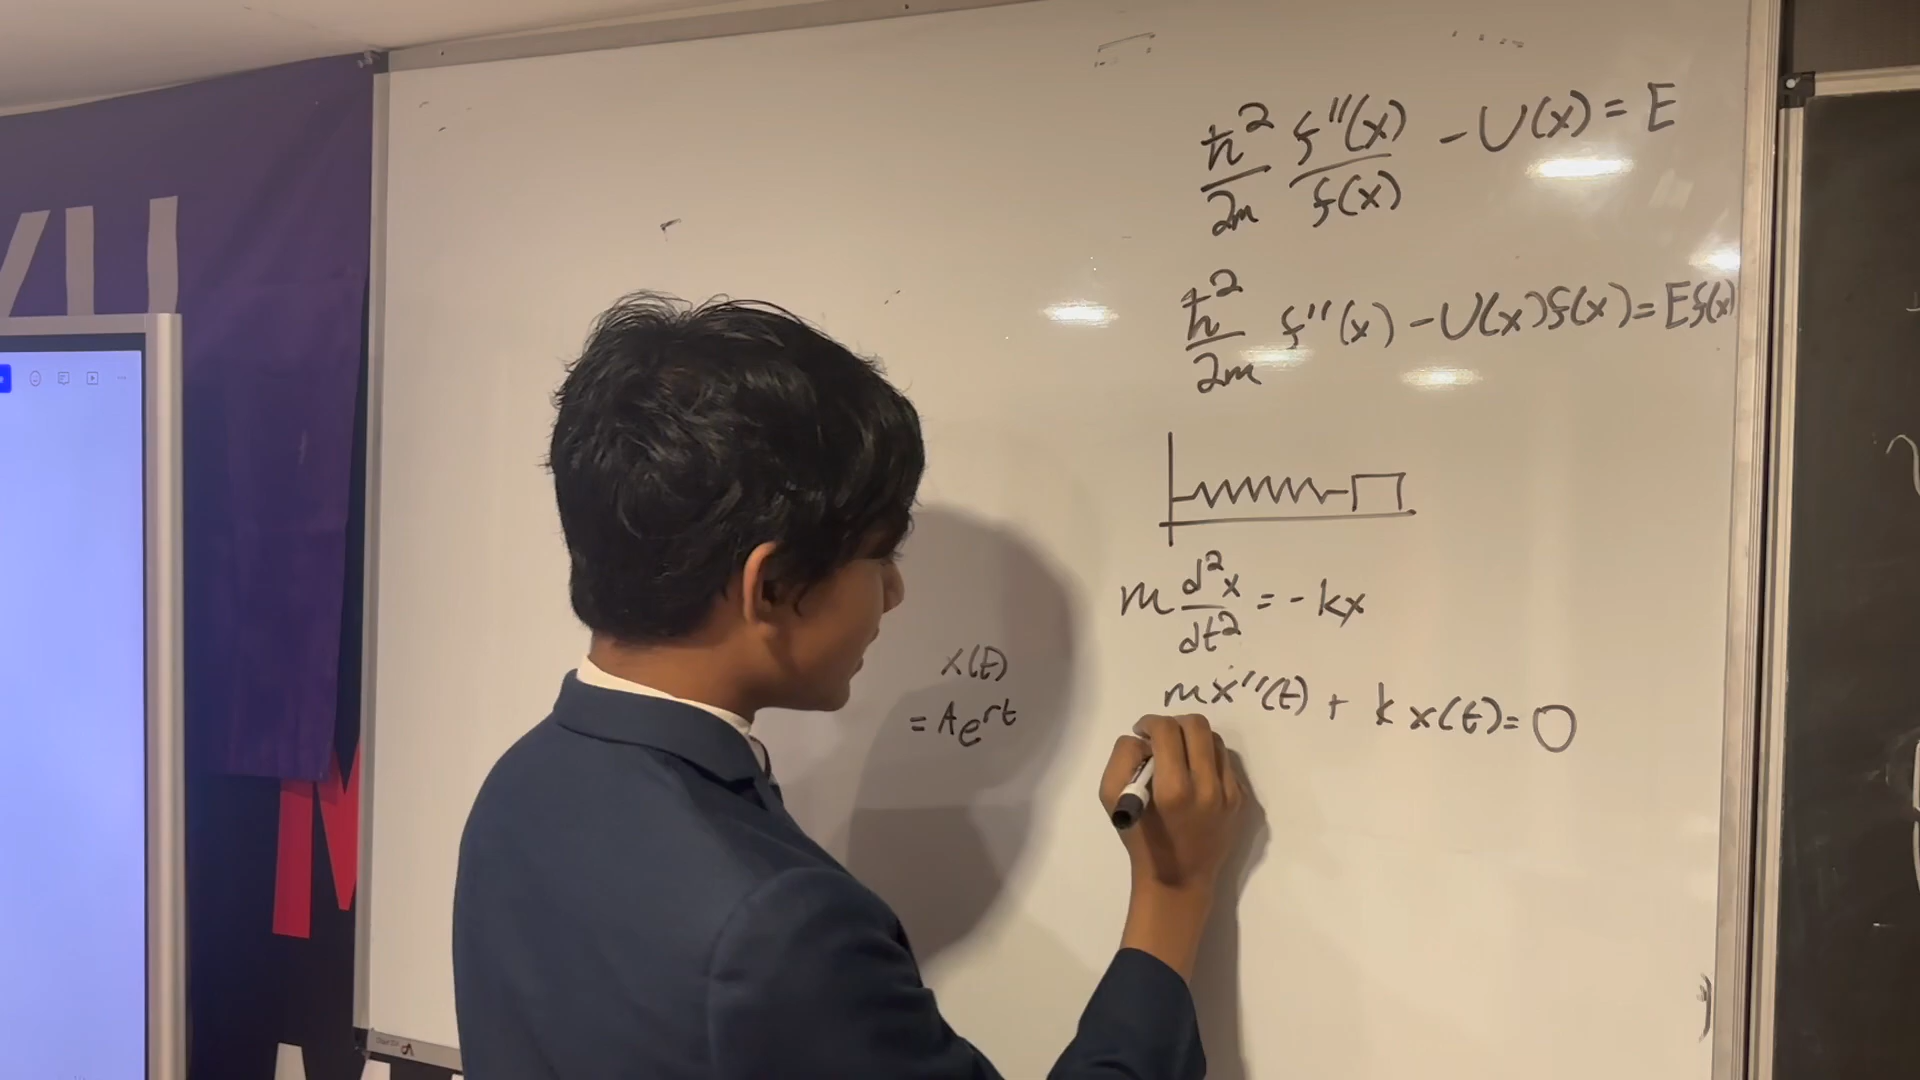 ħ²/2m f''(x)/f(x) - U(x) = E
ħ²/2m f''(x) - U(x)f(x) = Ef(x)
m d²x/dt² = -kx
mx''(t) + kx(t) = 0
x(t)
= Ae^rt